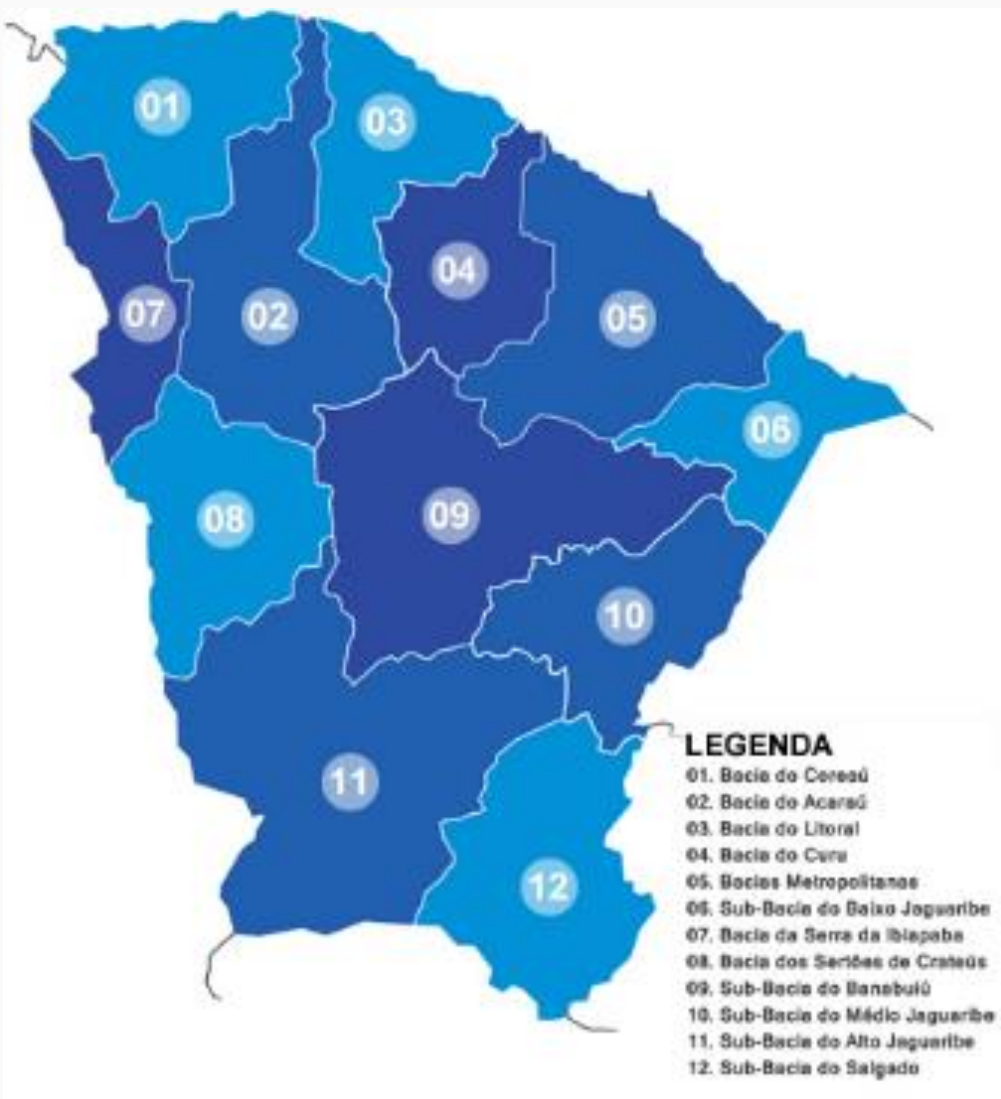 01
03
04
07
02
05
06
08
09
10
11
12
LEGENDA
01. Bacia do Coreaú
02. Bacia do Acaraú
03. Bacia do Litoral
04. Bacia do Curu
05. Bacias Metropolitanas
06. Sub-Bacia do Baixo Jaguaribe
07. Bacia da Serra da Ibiapaba
08. Bacia dos Sertões de Crateús
09. Sub-Bacia do Banabuiú
10. Sub-Bacia do Médio Jaguaribe
11. Sub-Bacia do Alto Jaguaribe
12. Sub-Bacia do Salgado